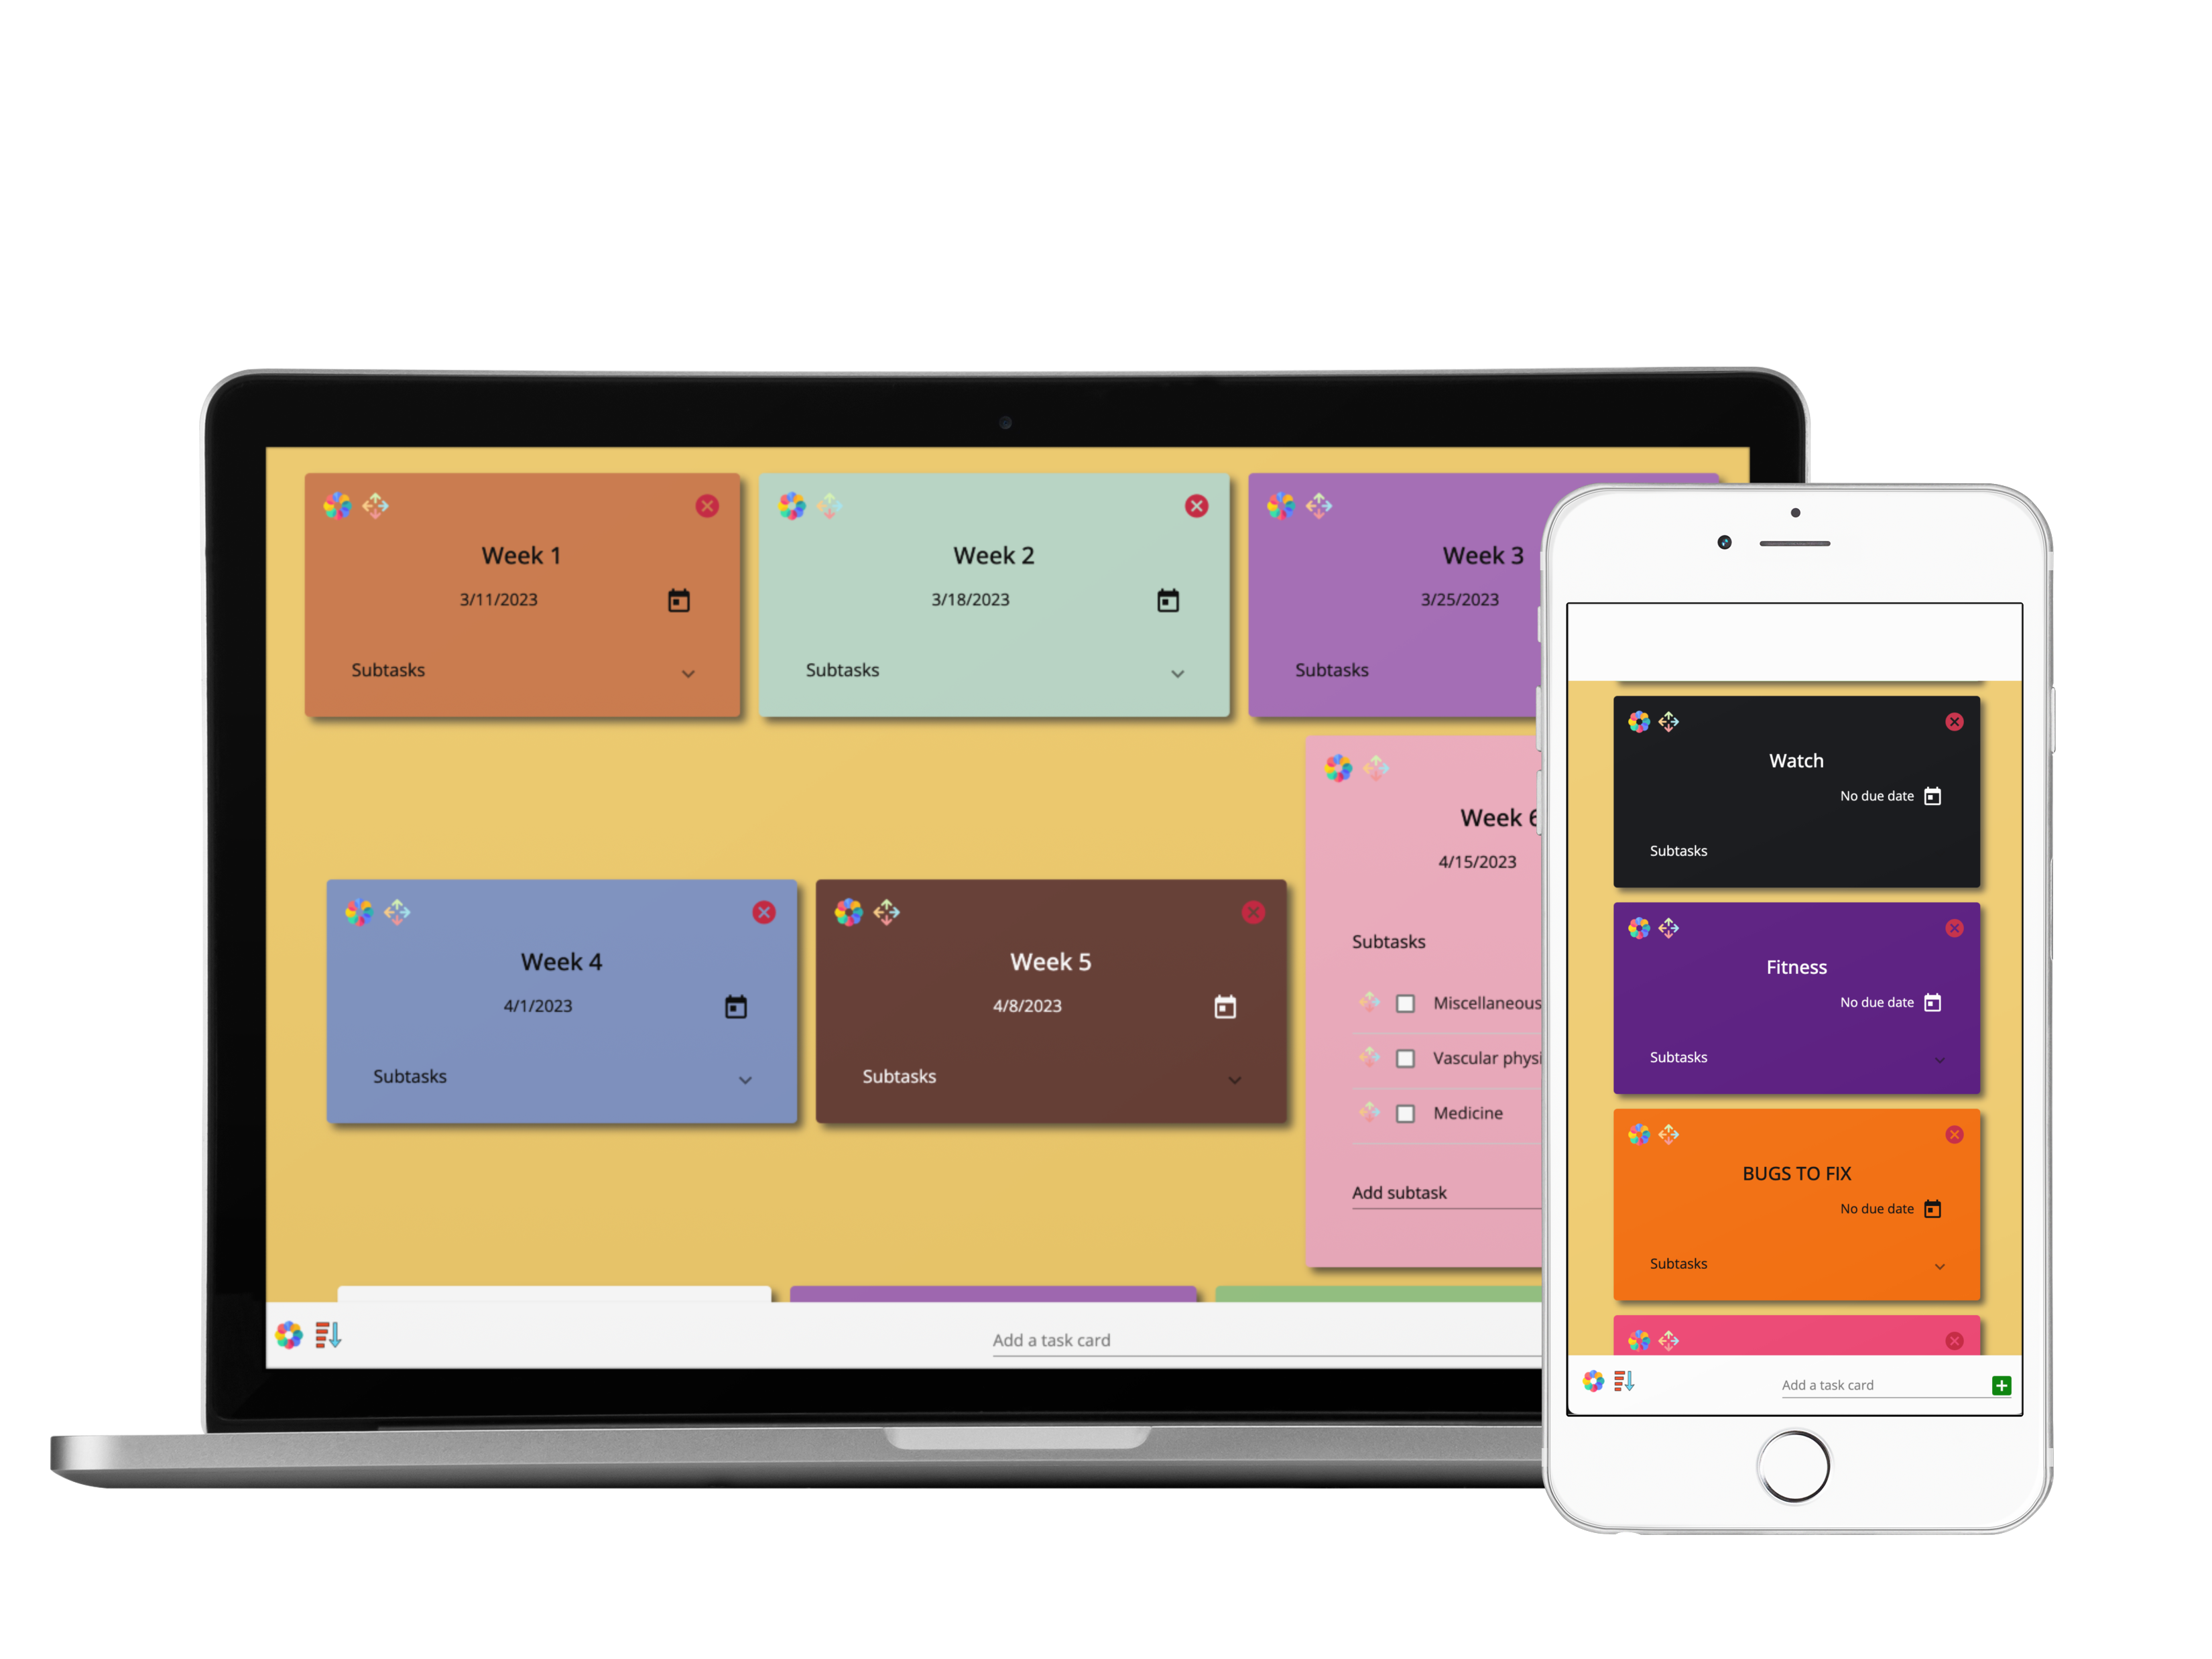 Week 1
3/11/2023
Subtasks
Week 2
3/18/2023
Subtasks
Week 3
3/25/2023
Subtasks
Week 4
4/1/2023
Subtasks
Week 5
4/8/2023
Subtasks
Week 6
4/15/2023
Subtasks
Miscellaneous
Vascular
Medicine
Add subtask
Add a task card
Watch
No due date
Subtasks
Fitness
No due date
Subtasks
BUGS TO FIX
No due date
Subtasks
Add a task card